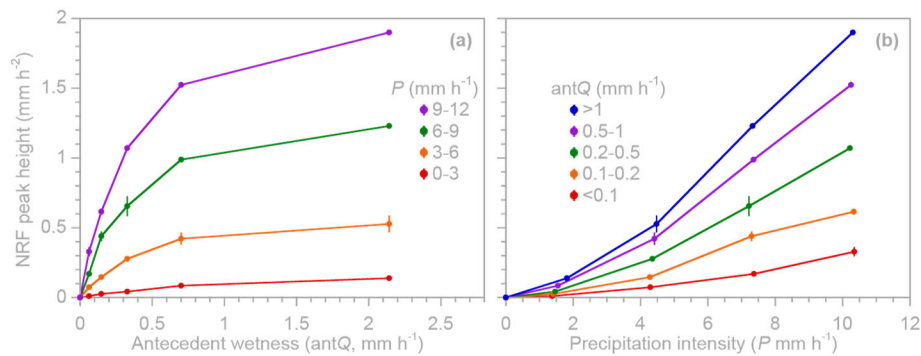 2
1.5
1
0.5
0
NRF peak height (mm h⁻²)
(a)
P (mm h⁻¹)
9-12
6-9
3-6
0-3
0 0.5 1 1.5 2 2.5
Antecedent wetness (antQ, mm h⁻¹)
(b)
antQ (mm h⁻¹)
>1
0.5-1
0.2-0.5
0.1-0.2
<0.1
0 2 4 6 8 10 12
Precipitation intensity (P mm h⁻¹)